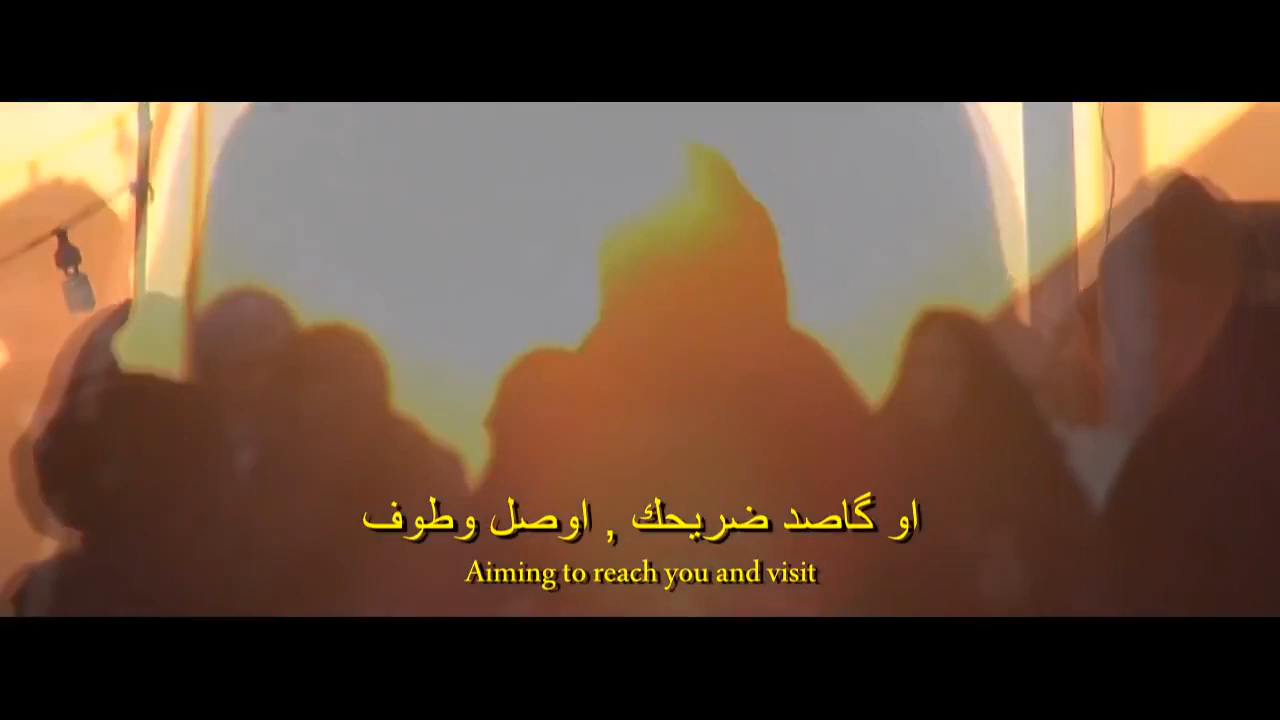 او گاصد ضريحك , اوصل وطوف
Aiming to reach you and visit